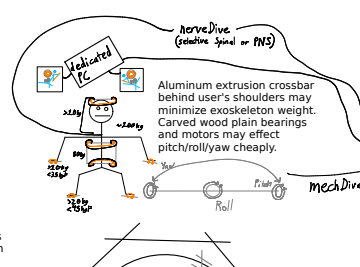 nerveDive
(selective Spinal or PNS)
dedicated
PC
Aluminum extrusion crossbar
behind user's shoulders may
minimize exoskeleton weight.
Carved wood plain bearings
and motors may effect
pitch/roll/yaw cheaply.
Yaw
Pitch
Roll
mechDive
s
n